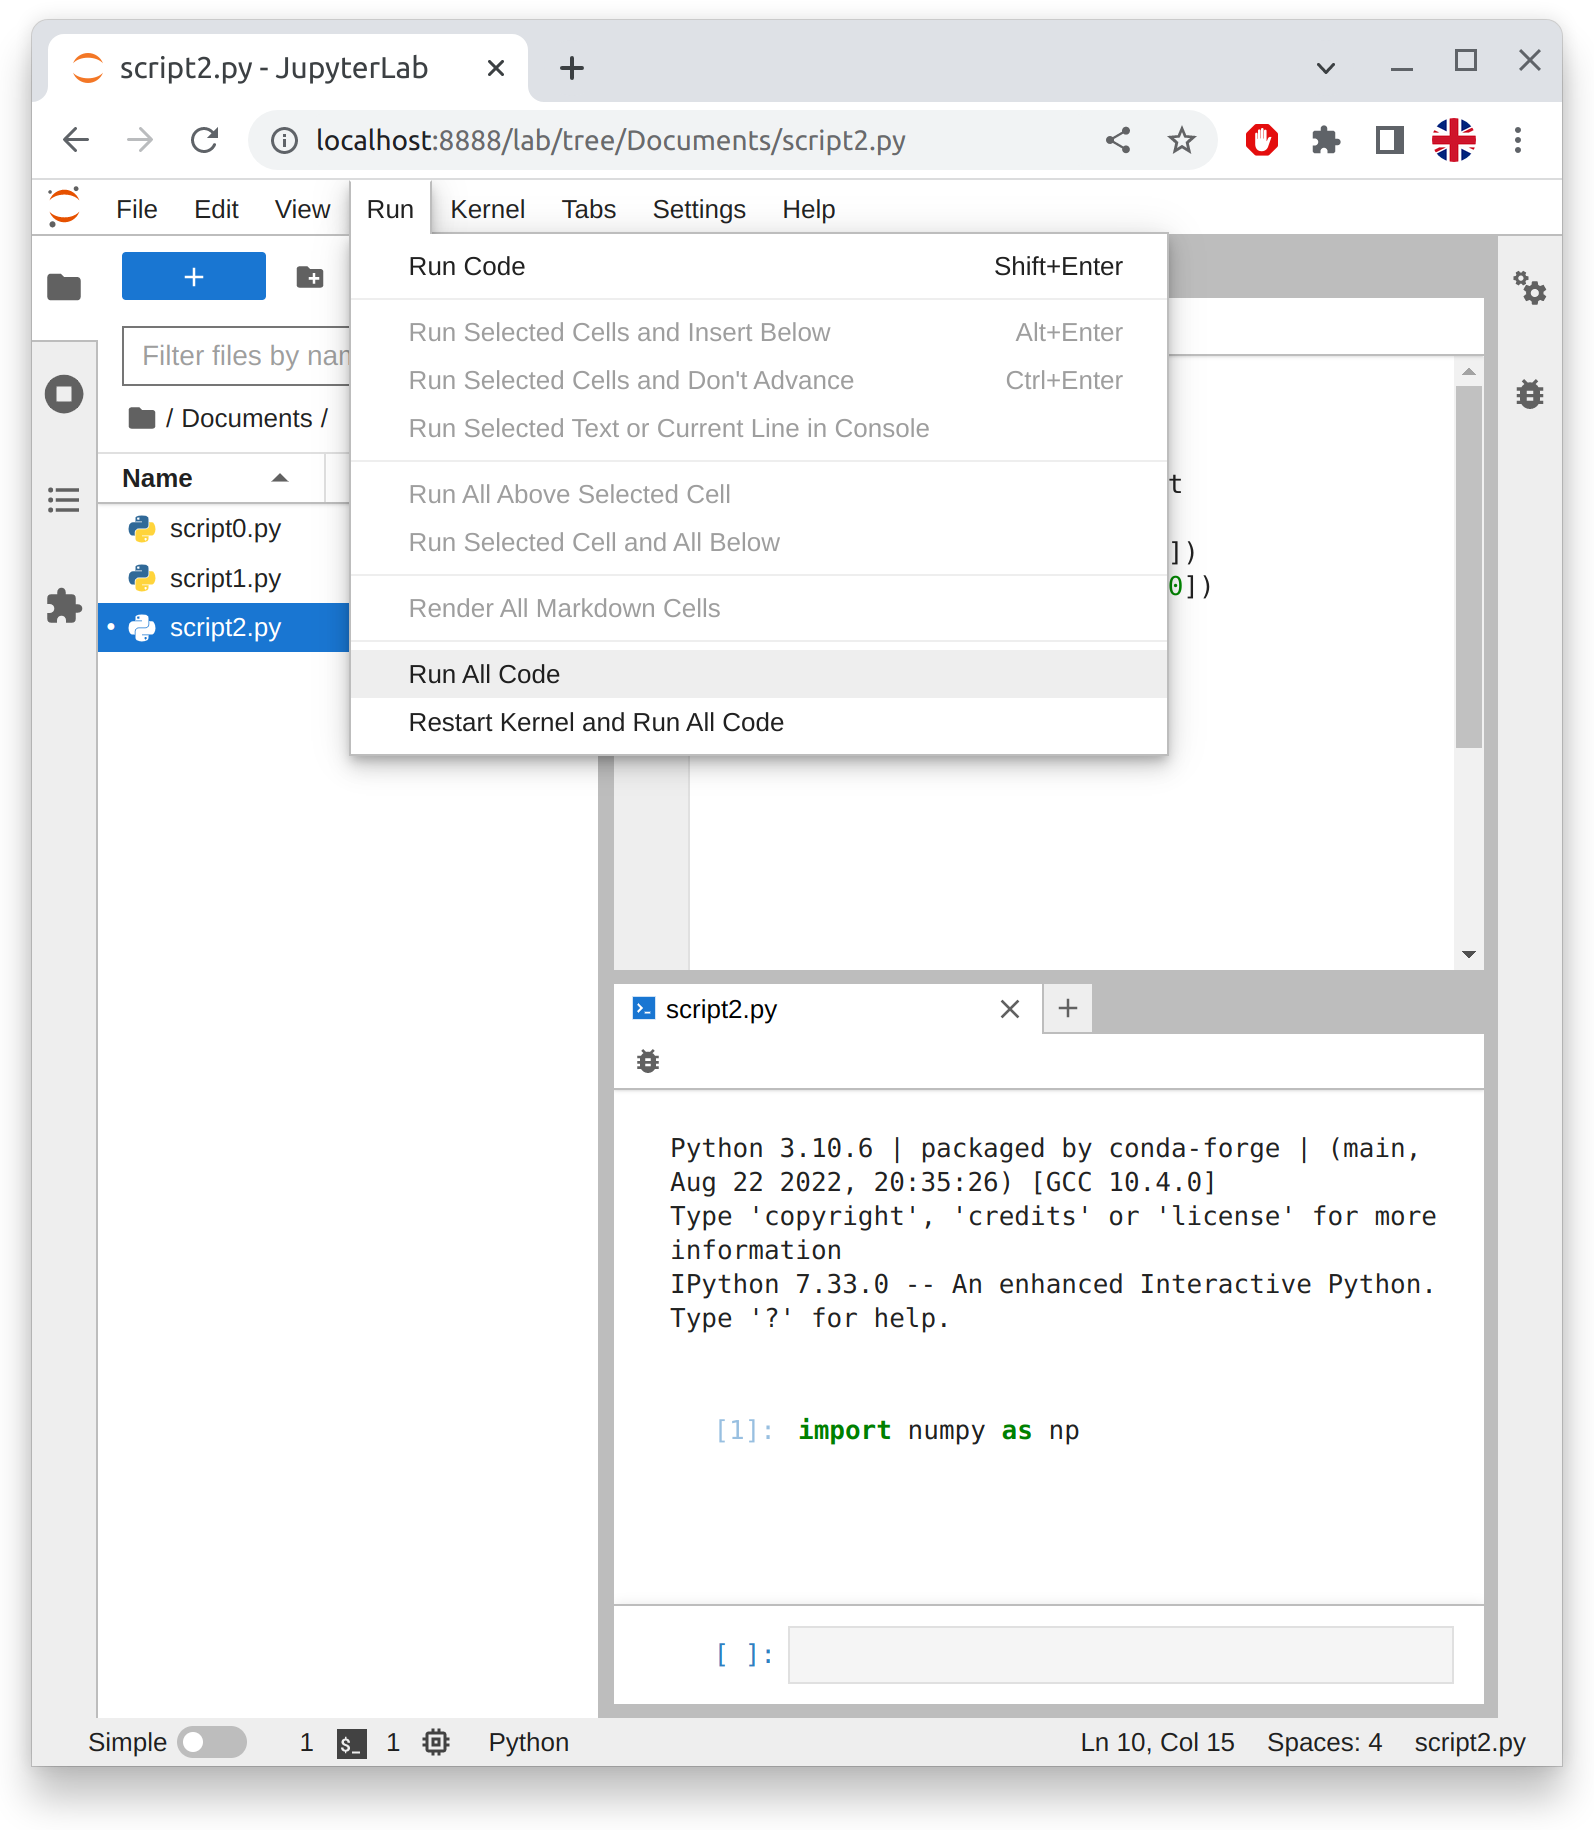 script2.py - JupyterLab
localhost:8888/lab/tree/Documents/script2.py
File Edit View Run Kernel Tabs Settings Help
Run Code Shift+Enter
Run Selected Cells and Insert Below Alt+Enter
Run Selected Cells and Don't Advance Ctrl+Enter
Run Selected Text or Current Line in Console
Run All Above Selected Cell
Run Selected Cell and All Below
Render All Markdown Cells
Run All Code
Restart Kernel and Run All Code
Filter files by nam
/ Documents /
Name
script0.py
script1.py
script2.py
t
])
0])
script2.py
Python 3.10.6 | packaged by conda-forge | (main,
Aug 22 2022, 20:35:26) [GCC 10.4.0]
Type 'copyright', 'credits' or 'license' for more
information
IPython 7.33.0 -- An enhanced Interactive Python.
Type '?' for help.
[1]: import numpy as np
[ ]:
Simple 1 $_ 1 Python Ln 10, Col 15 Spaces: 4 script2.py